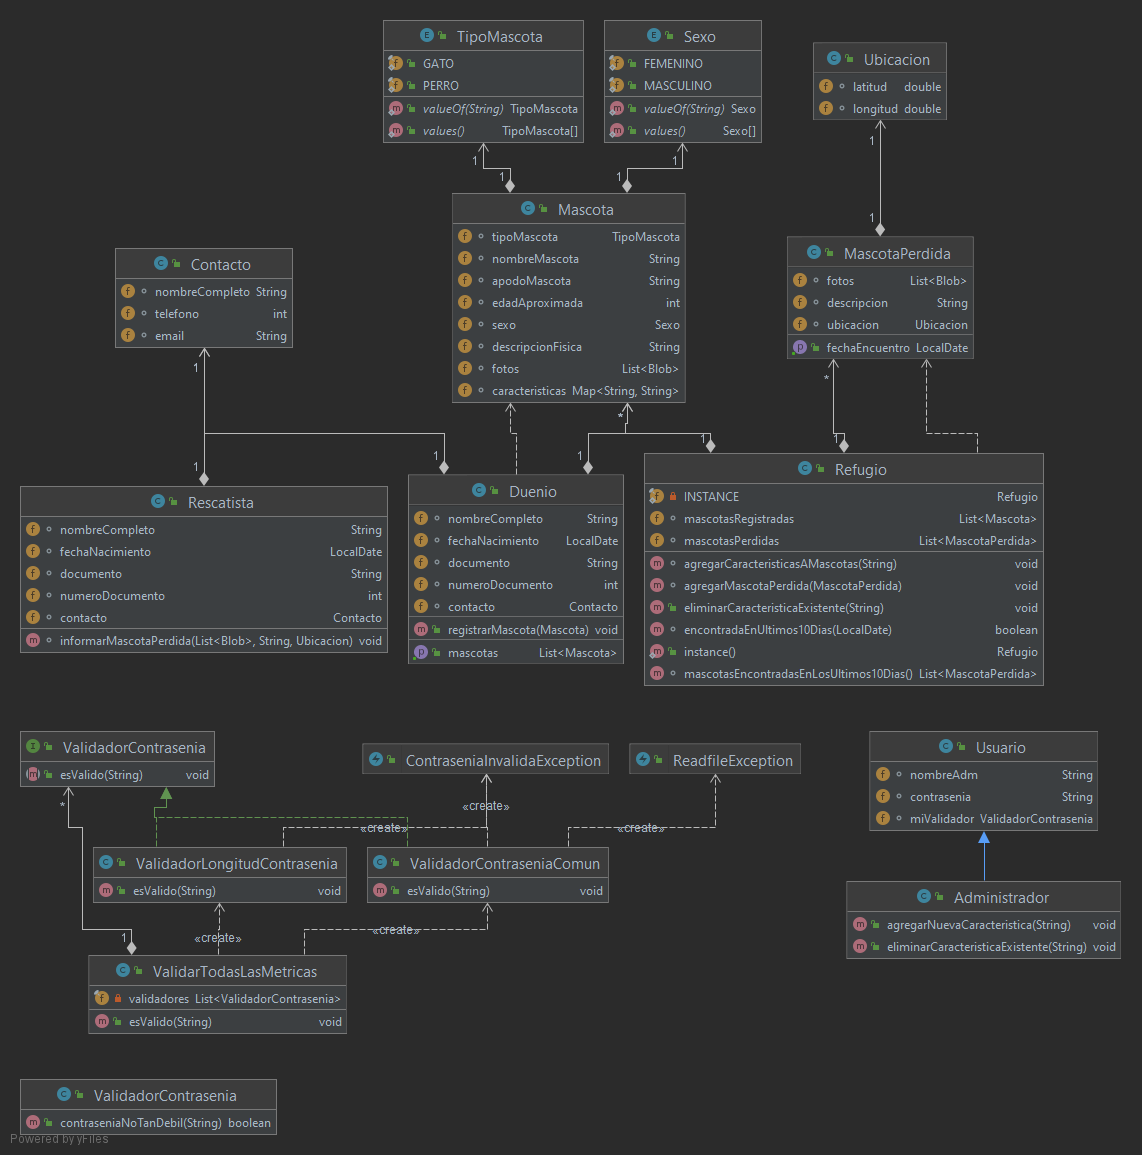 TipoMascota
GATO
PERRO
valueOf(String) TipoMascota
values() TipoMascota[]
Sexo
FEMENINO
MASCULINO
valueOf(String) Sexo
values() Sexo[]
Ubicacion
latitud double
longitud double
1
1
1
1
1
1
Mascota
tipoMascota TipoMascota
nombreMascota String
apodoMascota String
edadAproximada int
sexo Sexo
descripcionFisica String
fotos List<Blob>
caracteristicas Map<String, String>
MascotaPerdida
fotos List<Blob>
descripcion String
ubicacion Ubicacion
fechaEncuentro LocalDate
Contacto
nombreCompleto String
telefono int
email String
1
*
*
1
1
1
1
1
Rescatista
nombreCompleto String
fechaNacimiento LocalDate
documento String
numeroDocumento int
contacto Contacto
informarMascotaPerdida(List<Blob>, String, Ubicacion) void
Duenio
nombreCompleto String
fechaNacimiento LocalDate
documento String
numeroDocumento int
contacto Contacto
registrarMascota(Mascota) void
mascotas List<Mascota>
Refugio
INSTANCE Refugio
mascotasRegistradas List<Mascota>
mascotasPerdidas List<MascotaPerdida>
agregarCaracteristicasAMascotas(String) void
agregarMascotaPerdida(MascotaPerdida) void
eliminarCaracteristicaExistente(String) void
encontradaEnUltimos10Dias(LocalDate) boolean
instance() Refugio
mascotasEncontradasEnLosUltimos10Dias() List<MascotaPerdida>
ValidadorContrasenia
esValido(String) void
ContraseniaInvalidaException
ReadfileException
Usuario
nombreAdm String
contrasenia String
miValidador ValidadorContrasenia
*
«create»
«create»
«create»
ValidadorLongitudContrasenia
esValido(String) void
ValidadorContraseniaComun
esValido(String) void
Administrador
agregarNuevaCaracteristica(String) void
eliminarCaracteristicaExistente(String) void
1
«create»
«create»
ValidarTodasLasMetricas
validadores List<ValidadorContrasenia>
esValido(String) void
ValidadorContrasenia
contraseniaNoTanDebil(String) boolean
Powered by yFiles